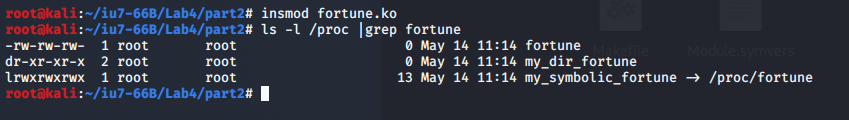 root@kali:~/iu7-66B/Lab4/part2# insmod fortune.ko
root@kali:~/iu7-66B/Lab4/part2# ls -l /proc |grep fortune
-rw-rw-rw- 1 root root 0 May 14 11:14 fortune
dr-xr-xr-x 2 root root 0 May 14 11:14 my_dir_fortune
lrwxrwxrwx 1 root root 13 May 14 11:14 my_symbolic_fortune → /proc/fortune
Makefile Module.symvers
root@kali:~/iu7-66B/Lab4/part2#